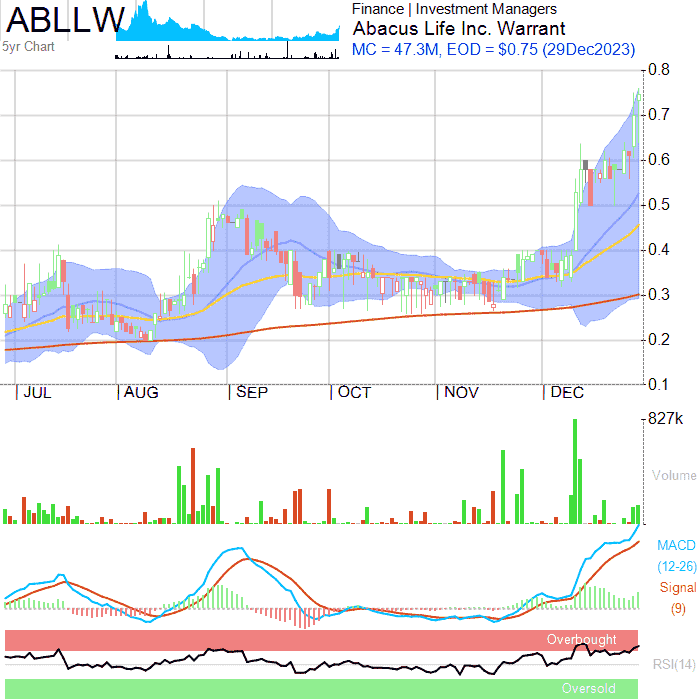 ABLLW
5yr Chart
Finance | Investment Managers
Abacus Life Inc. Warrant
MC = 47.3M, EOD = $0.75 (29Dec2023)
0.8
0.7
0.6
0.5
0.4
0.3
0.2
0.1
JUL AUG SEP OCT NOV DEC
827k
Volume
MACD
(12-26)
Signal
(9)
Overbought
RSI(14)
Oversold